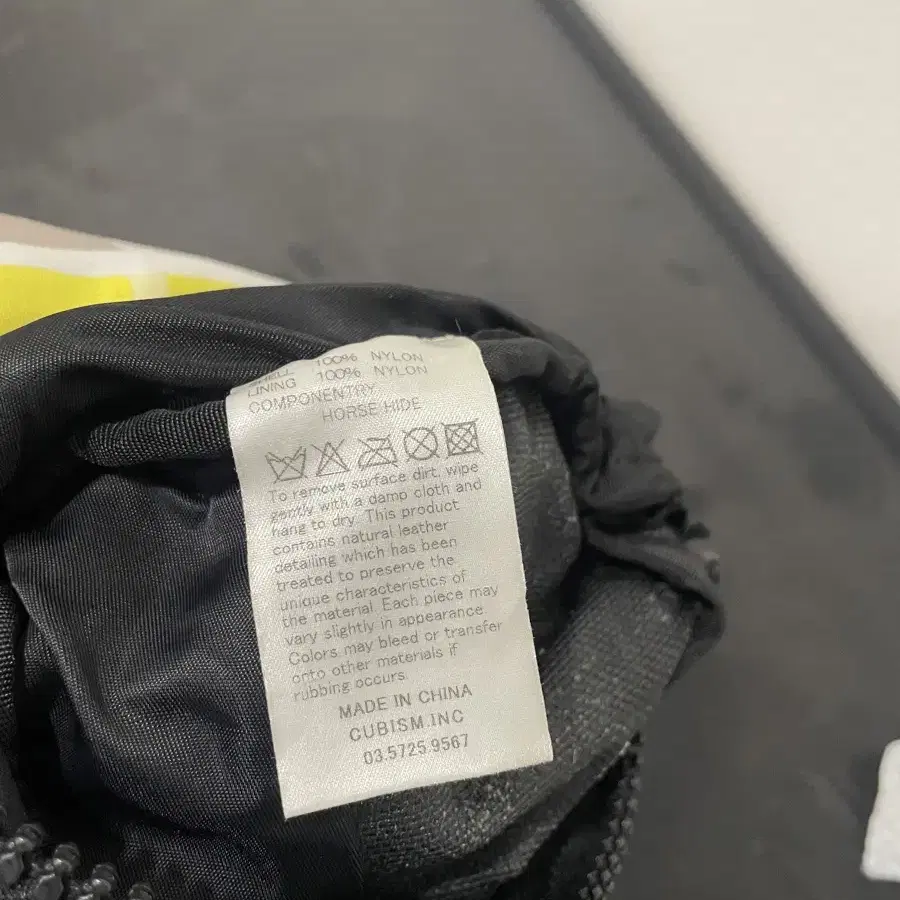 SHELL 100% NYLON
LINING 100% NYLON
COMPONENTRY
HORSE HIDE
To remove surface dirt, wipe
gently with a damp cloth and
hang to dry. This product
contains natural leather
detailing which has been
treated to preserve the
unique characteristics of
the material. Each piece may
vary slightly in appearance
Colors may bleed or transfer
onto other materials if
rubbing occurs.
MADE IN CHINA
CUBISM.INC
03.5725.9567